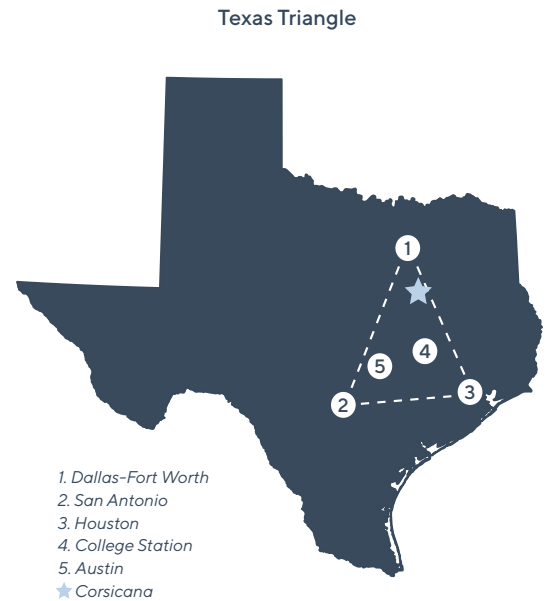 Texas Triangle
1
5
4
2
3
1. Dallas-Fort Worth
2. San Antonio
3. Houston
4. College Station
5. Austin
Corsicana